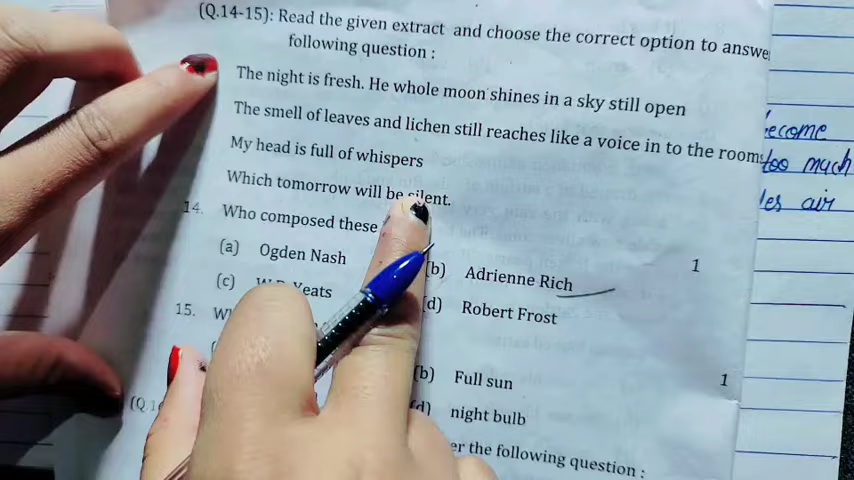 (Q.14-15): Read the given extract and choose the correct option to answe
following question :
The night is fresh. He whole moon shines in a sky still open
The smell of leaves and lichen still reaches like a voice in to the rooms
My head is full of whispers
Which tomorrow will be silent.
14. Who composed these
(a) Ogden Nash
(b) Adrienne Rich
1
(c) W.B. Yeats
(d) Robert Frost
15.
(b) Full sun
1
(d) night bulb
(Q.1
er the following question :
ecome
too much
les air